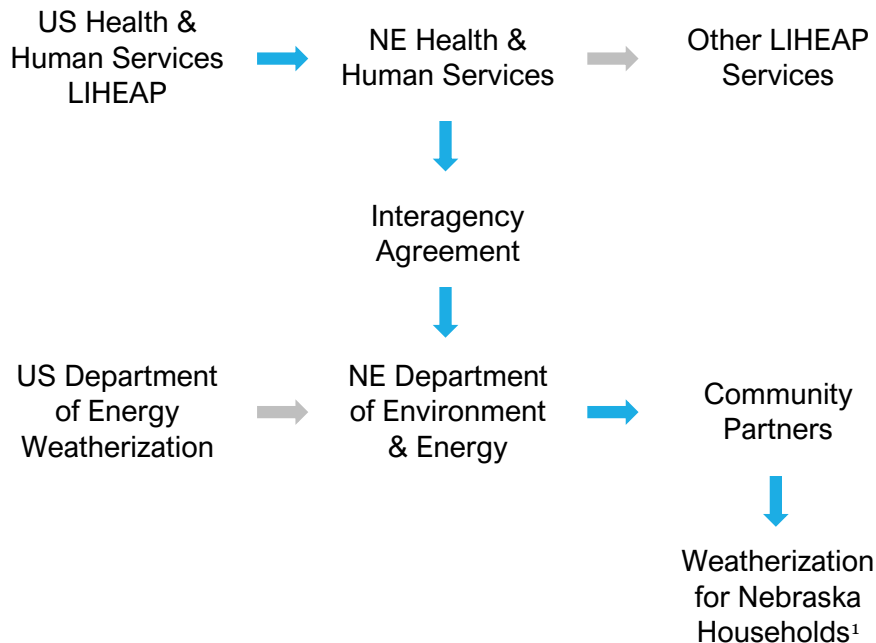 US Health &
Human Services
LIHEAP
NE Health &
Human Services
Other LIHEAP
Services
Interagency
Agreement
US Department
of Energy
Weatherization
NE Department
of Environment
& Energy
Community
Partners
Weatherization
for Nebraska
Households¹